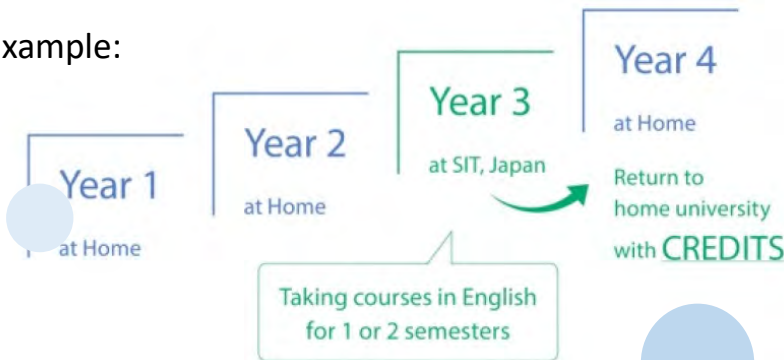 xample:
Year 1
at Home
Year 2
at Home
Year 3
at SIT, Japan
Taking courses in English
for 1 or 2 semesters
Year 4
at Home
Return to
home university
with CREDITS